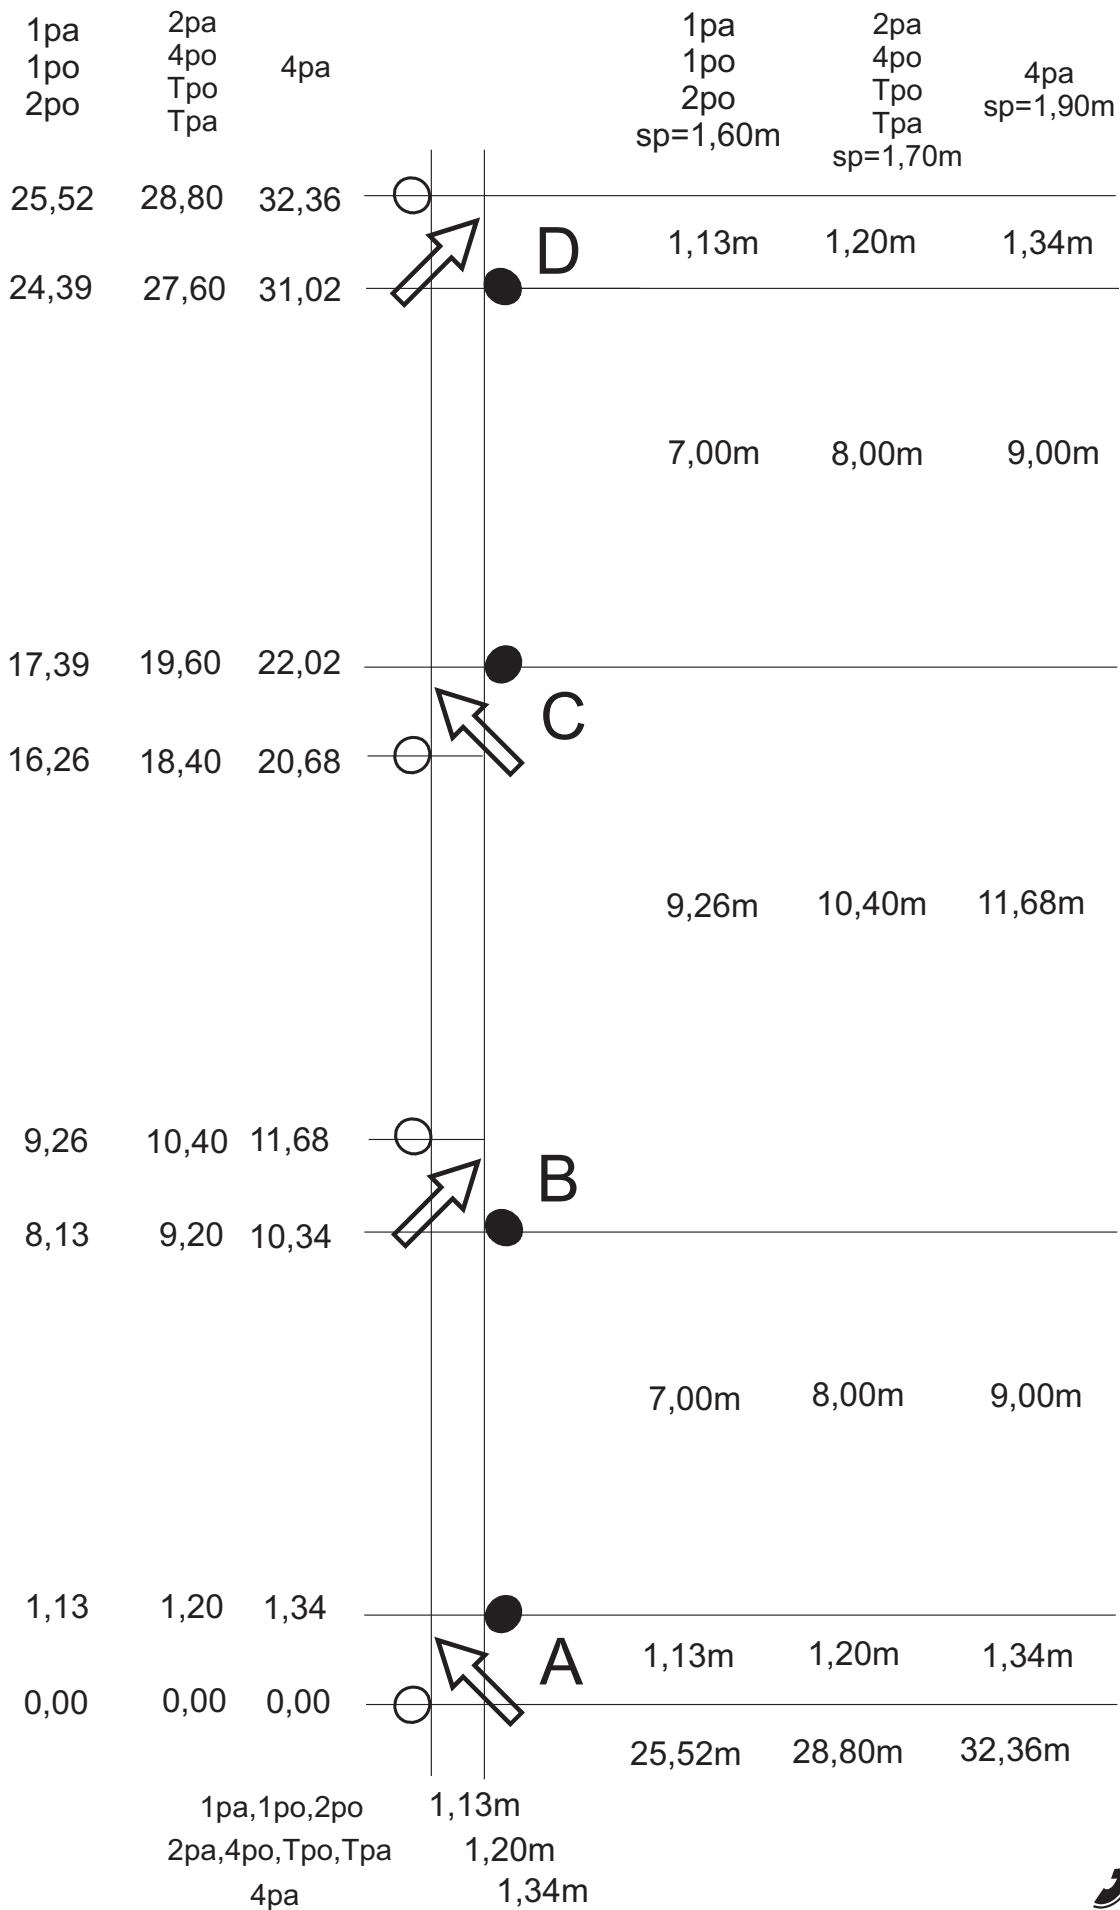 1pa
1po
2po
2pa
4po
Tpo
Tpa
4pa
1pa
1po
2po
sp=1,60m
2pa
4po
Tpo
Tpa
sp=1,70m
4pa
sp=1,90m
25,52 28,80 32,36
D 1,13m 1,20m 1,34m
24,39 27,60 31,02
7,00m 8,00m 9,00m
17,39 19,60 22,02
C
16,26 18,40 20,68
9,26m 10,40m 11,68m
9,26 10,40 11,68
B
8,13 9,20 10,34
7,00m 8,00m 9,00m
1,13 1,20 1,34
A 1,13m 1,20m 1,34m
0,00 0,00 0,00
25,52m 28,80m 32,36m
1pa,1po,2po 1,13m
2pa,4po,Tpo,Tpa 1,20m
4pa 1,34m